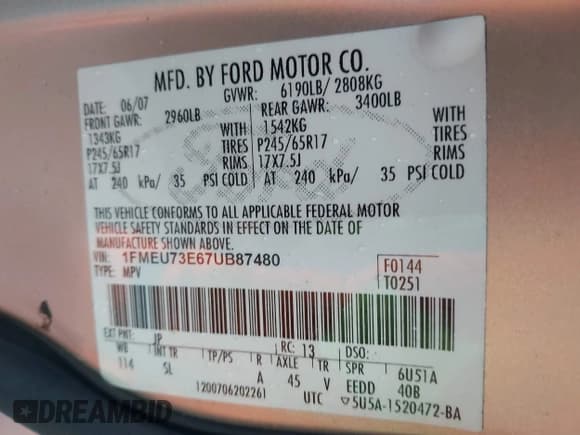 MFD. BY FORD MOTOR CO.
DATE: 06/07 GVWR: 6190LB/ 2808KG
FRONT GAWR: 2960LB REAR GAWR: 3400LB
1343KG WITH 1542KG WITH
P245/65R17 TIRES P245/65R17 TIRES
17X7.5J RIMS 17X7.5J RIMS
AT 240 kPa/ 35 PSI COLD AT 240 kPa/ 35 PSI COLD
THIS VEHICLE CONFORMS TO ALL APPLICABLE FEDERAL MOTOR
VEHICLE SAFETY STANDARDS IN EFFECT ON THE DATE OF
MANUFACTURE SHOWN ABOVE.
VIN: 1FMEU73E67UB87480 F0144
TYPE: MPV T0251
EXT PNT: JP RC: 13 DSO:
WB INT TR TP/PS R AXLE TR SPR 6U51A
114 5L A 45 V EEDD 40B
1200706202261 UTC 5U5A-1520472-BA
DREAMBID